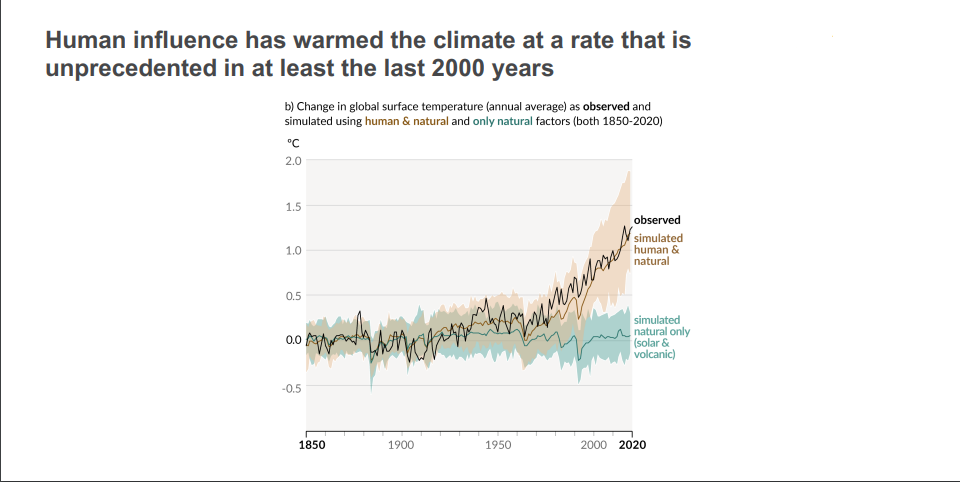 Human influence has warmed the climate at a rate that is
unprecedented in at least the last 2000 years
b) Change in global surface temperature (annual average) as observed and
simulated using human & natural and only natural factors (both 1850-2020)
ºC
2.0
1.5
1.0
0.5
0.0
-0.5
observed
simulated
human &
natural
simulated
natural only
(solar &
volcanic)
1850 1900 1950 2000 2020